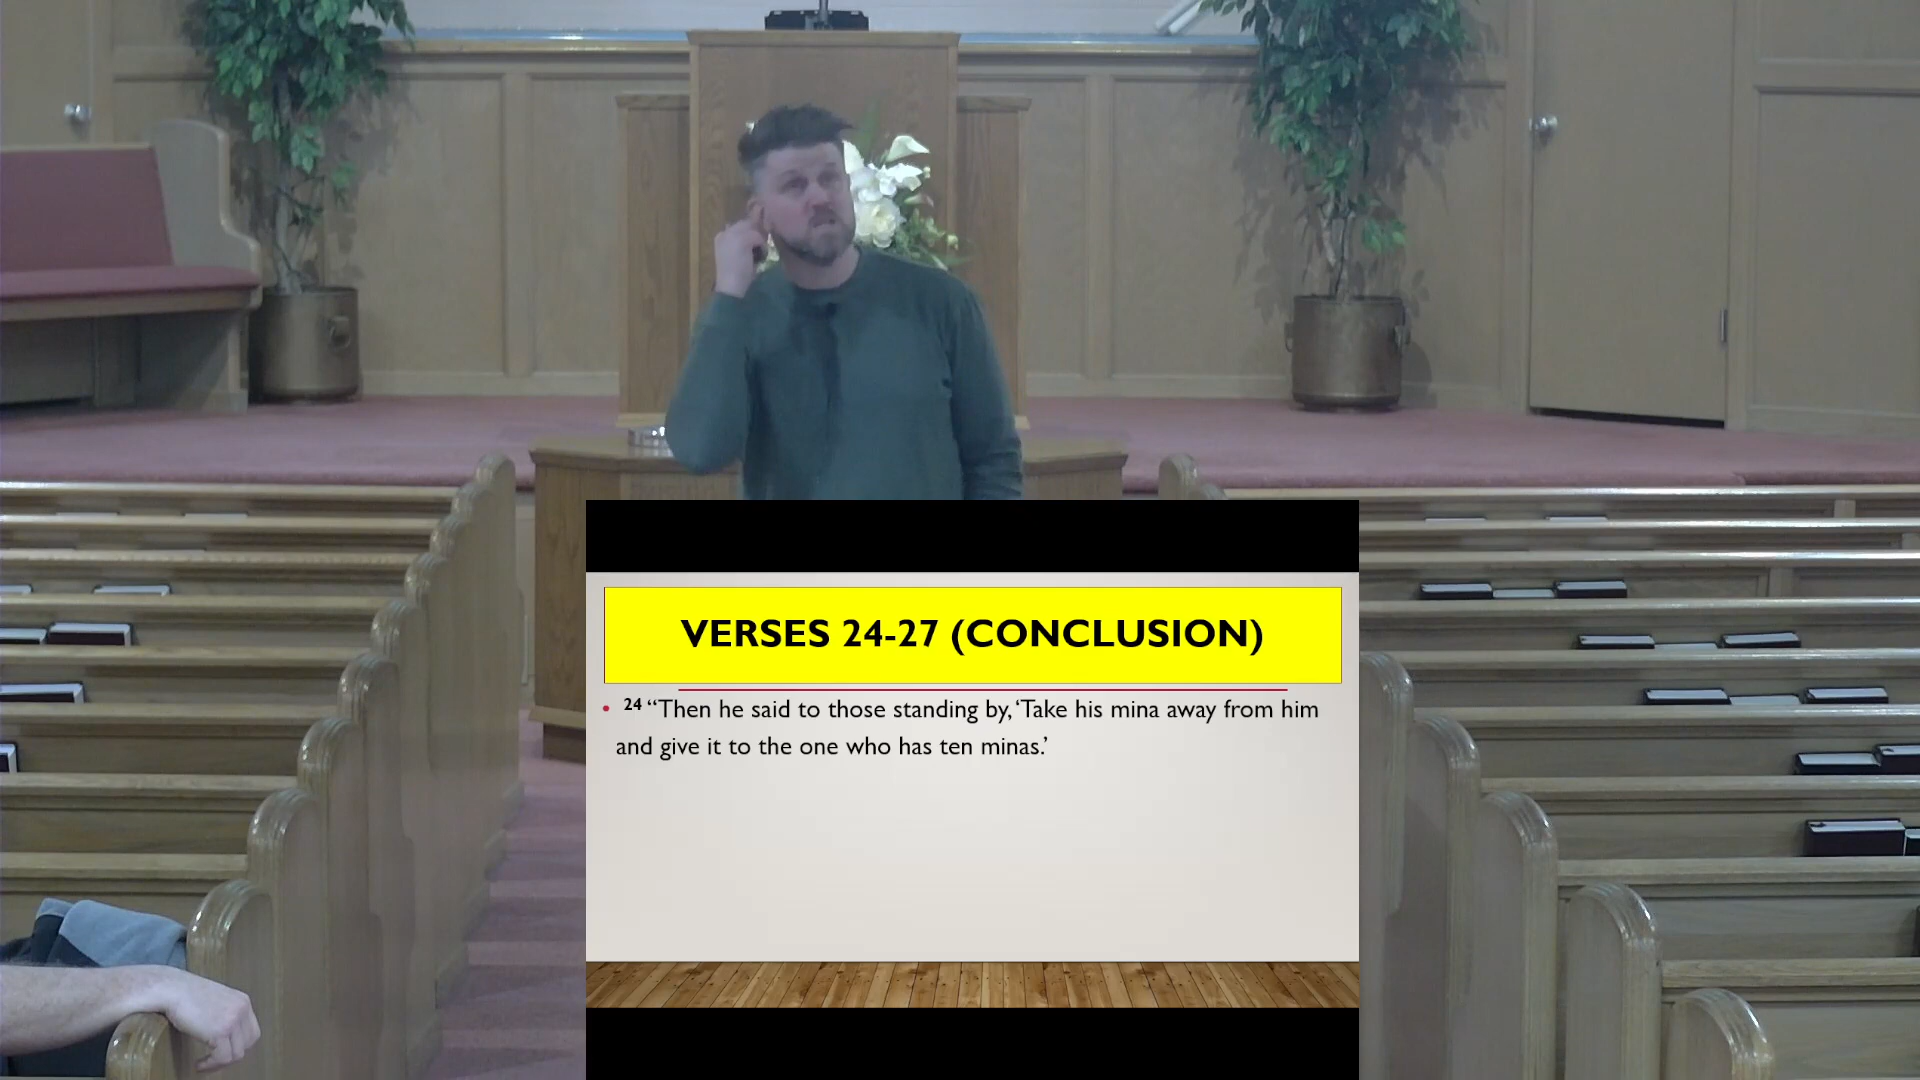 VERSES 24-27 (CONCLUSION)
• 24 “Then he said to those standing by, ‘Take his mina away from him
and give it to the one who has ten minas.’